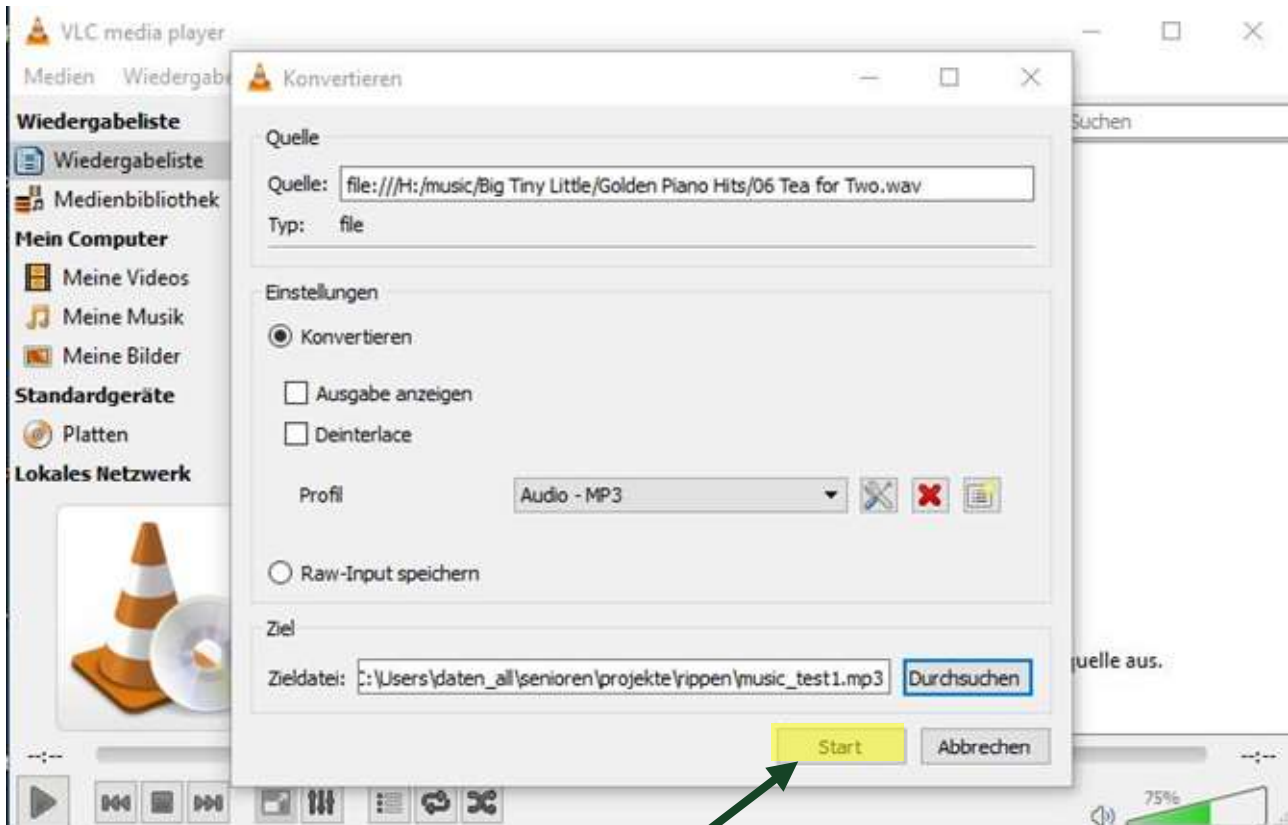 VLC media player
Medien Wiedergabe
Wiedergabeliste
Wiedergabeliste
Medienbibliothek
Mein Computer
Meine Videos
Meine Musik
Meine Bilder
Standardgeräte
Platten
Lokales Netzwerk
Suchen
Konvertieren
Quelle
Quelle: file:///H:/music/Big Tiny Little/Golden Piano Hits/06 Tea for Two.wav
Typ: file
Einstellungen
Konvertieren
Ausgabe anzeigen
Deinterlace
Profil Audio - MP3
Raw-Input speichern
Ziel
Zieldatei: :\Users\daten_all\senioren\projekte\rippen\music_test1.mp3 Durchsuchen
Start Abbrechen
quelle aus.
--:-- --:--
75%